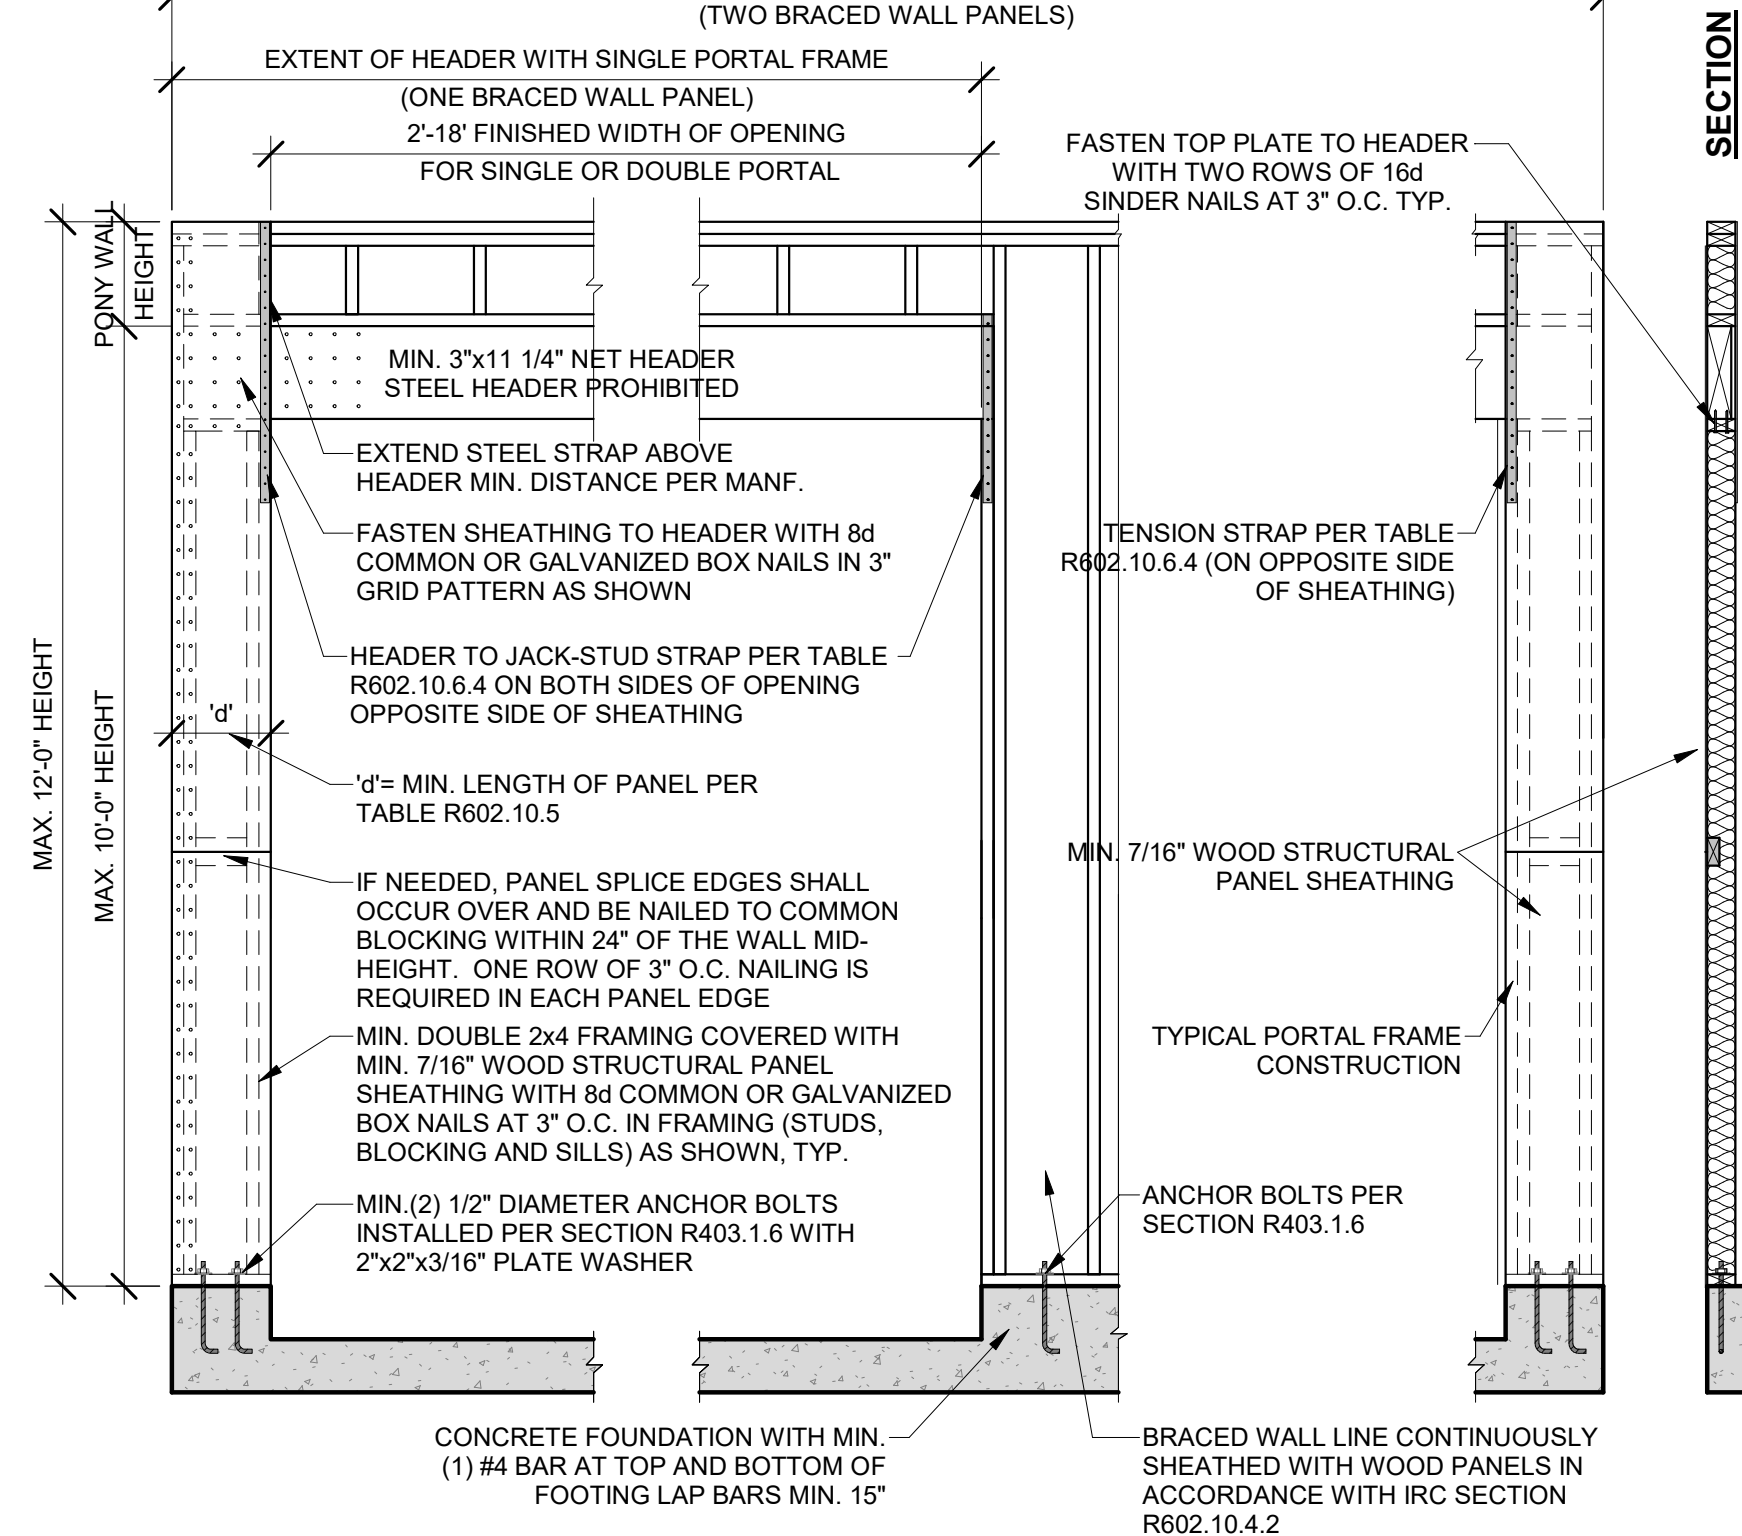 (TWO BRACED WALL PANELS)
EXTENT OF HEADER WITH SINGLE PORTAL FRAME
(ONE BRACED WALL PANEL)
2'-18' FINISHED WIDTH OF OPENING
FOR SINGLE OR DOUBLE PORTAL
SECTION
FASTEN TOP PLATE TO HEADER
WITH TWO ROWS OF 16d
SINDER NAILS AT 3" O.C. TYP.
PONY WALL
HEIGHT
MIN. 3"x11 1/4" NET HEADER
STEEL HEADER PROHIBITED
EXTEND STEEL STRAP ABOVE
HEADER MIN. DISTANCE PER MANF.
FASTEN SHEATHING TO HEADER WITH 8d
COMMON OR GALVANIZED BOX NAILS IN 3"
GRID PATTERN AS SHOWN
TENSION STRAP PER TABLE
R602.10.6.4 (ON OPPOSITE SIDE
OF SHEATHING)
HEADER TO JACK-STUD STRAP PER TABLE
R602.10.6.4 ON BOTH SIDES OF OPENING
OPPOSITE SIDE OF SHEATHING
MAX. 12'-0" HEIGHT
MAX. 10'-0" HEIGHT
'd'
'd'= MIN. LENGTH OF PANEL PER
TABLE R602.10.5
MIN. 7/16" WOOD STRUCTURAL
PANEL SHEATHING
IF NEEDED, PANEL SPLICE EDGES SHALL
OCCUR OVER AND BE NAILED TO COMMON
BLOCKING WITHIN 24" OF THE WALL MID-
HEIGHT. ONE ROW OF 3" O.C. NAILING IS
REQUIRED IN EACH PANEL EDGE
MIN. DOUBLE 2x4 FRAMING COVERED WITH
MIN. 7/16" WOOD STRUCTURAL PANEL
SHEATHING WITH 8d COMMON OR GALVANIZED
BOX NAILS AT 3" O.C. IN FRAMING (STUDS,
BLOCKING AND SILLS) AS SHOWN, TYP.
TYPICAL PORTAL FRAME
CONSTRUCTION
MIN.(2) 1/2" DIAMETER ANCHOR BOLTS
INSTALLED PER SECTION R403.1.6 WITH
2"x2"x3/16" PLATE WASHER
ANCHOR BOLTS PER
SECTION R403.1.6
CONCRETE FOUNDATION WITH MIN.
(1) #4 BAR AT TOP AND BOTTOM OF
FOOTING LAP BARS MIN. 15"
BRACED WALL LINE CONTINUOUSLY
SHEATHED WITH WOOD PANELS IN
ACCORDANCE WITH IRC SECTION
R602.10.4.2